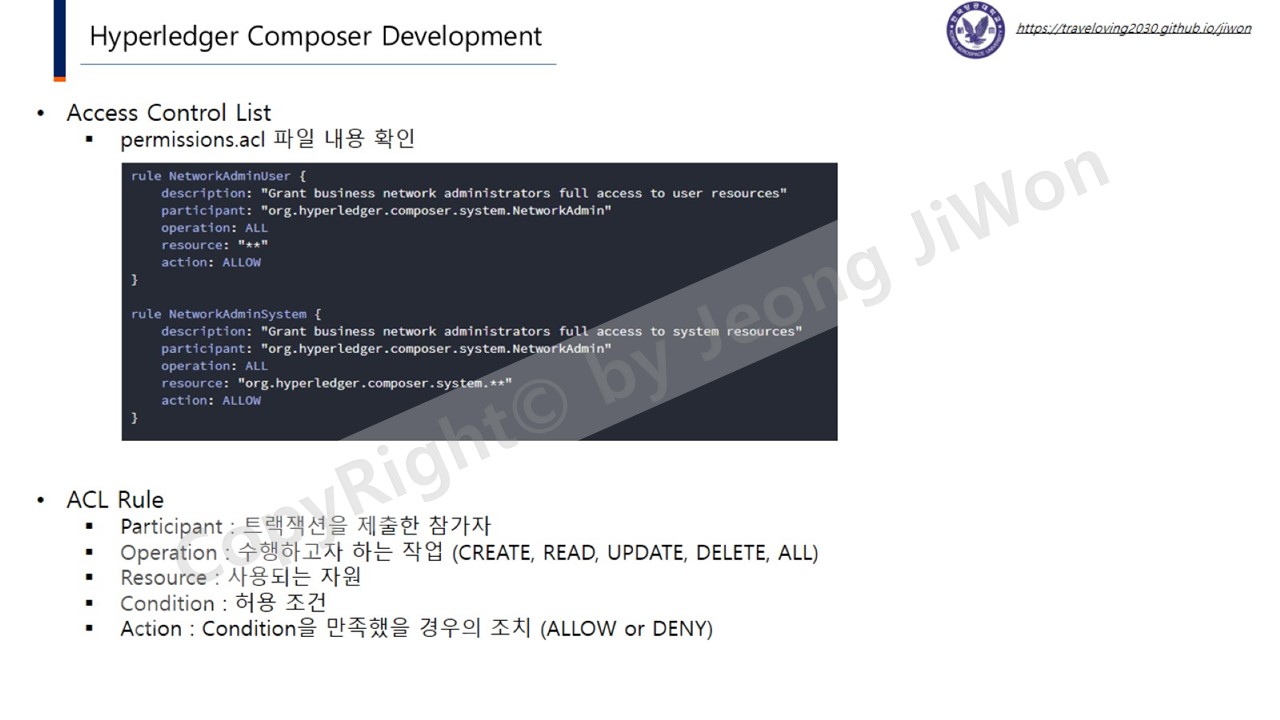 Hyperledger Composer Development
https://traveloving2030.github.io/jiwon
• Access Control List
▪ permissions.acl 파일 내용 확인
rule NetworkAdminUser {
    description: "Grant business network administrators full access to user resources"
    participant: "org.hyperledger.composer.system.NetworkAdmin"
    operation: ALL
    resource: "**"
    action: ALLOW
}
rule NetworkAdminSystem {
    description: "Grant business network administrators full access to system resources"
    participant: "org.hyperledger.composer.system.NetworkAdmin"
    operation: ALL
    resource: "org.hyperledger.composer.system.**"
    action: ALLOW
}
CopyRight© by Jeong JiWon
• ACL Rule
▪ Participant : 트랙잭션을 제출한 참가자
▪ Operation : 수행하고자 하는 작업 (CREATE, READ, UPDATE, DELETE, ALL)
▪ Resource : 사용되는 자원
▪ Condition : 허용 조건
▪ Action : Condition을 만족했을 경우의 조치 (ALLOW or DENY)